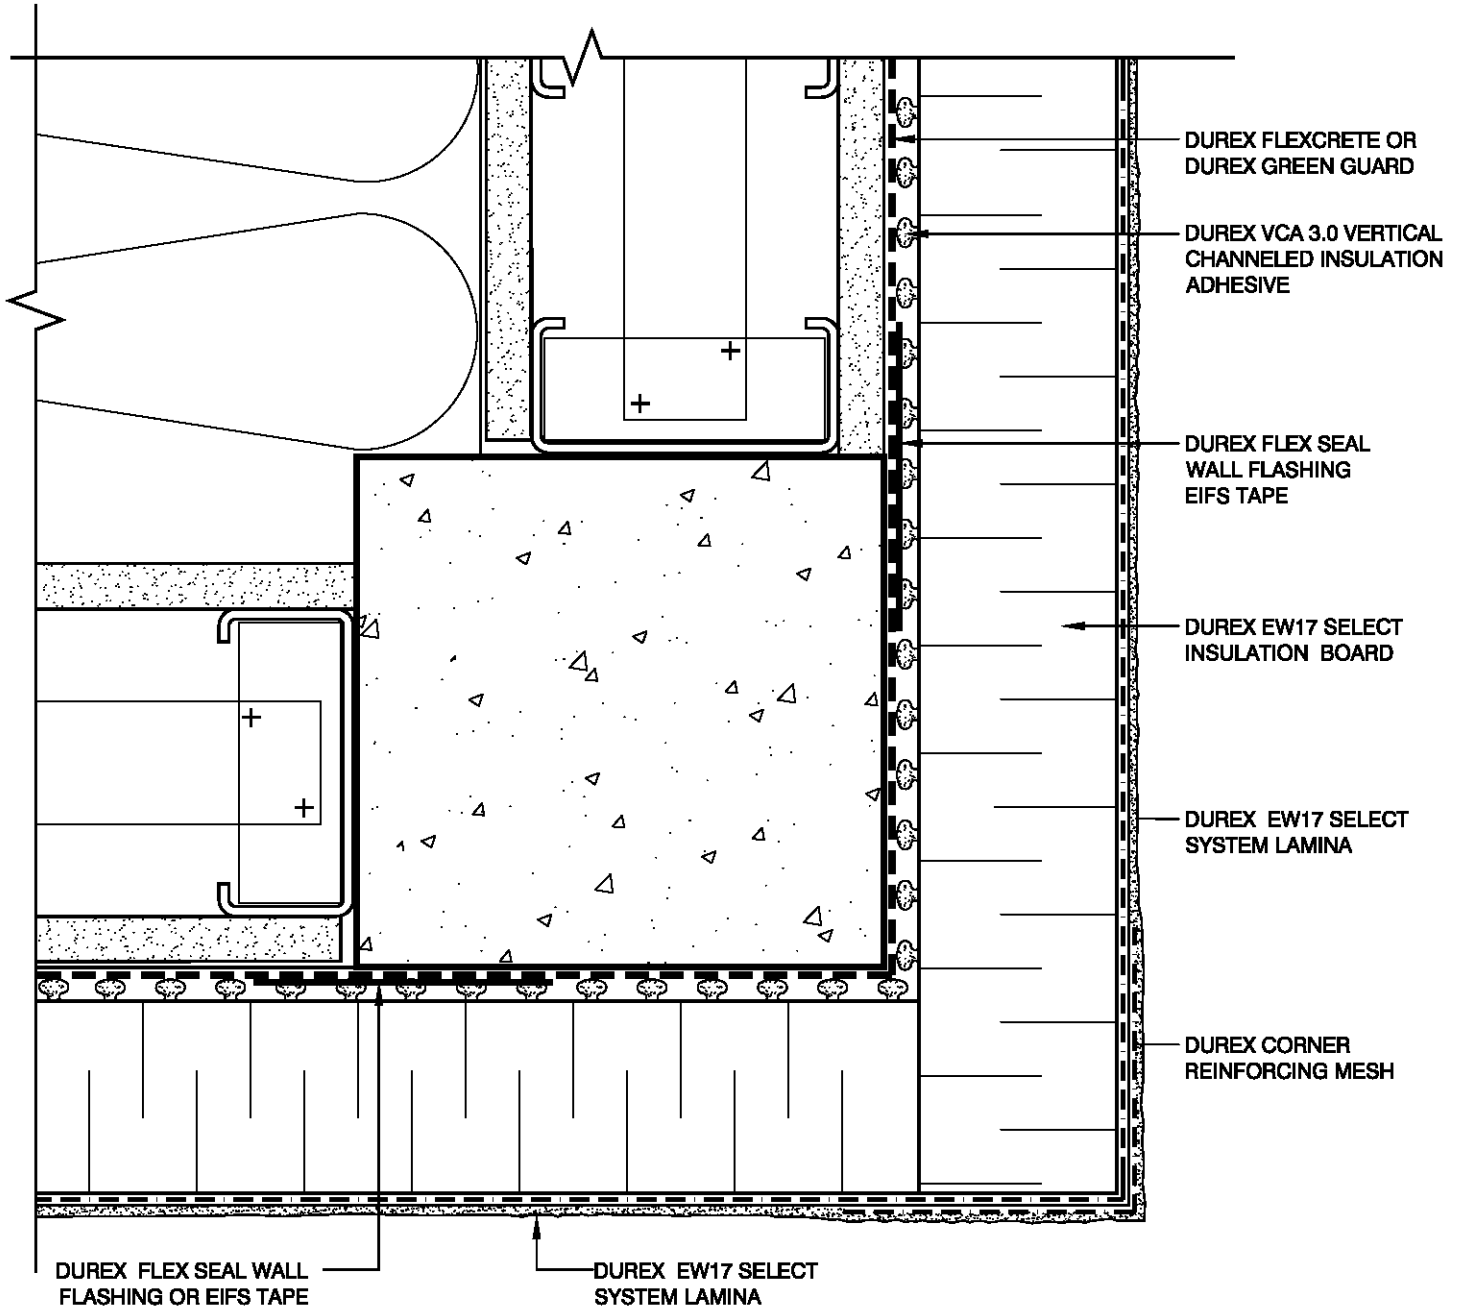 DUREX FLEXCRETE OR
DUREX GREEN GUARD
DUREX VCA 3.0 VERTICAL
CHANNELED INSULATION
ADHESIVE
DUREX FLEX SEAL
WALL FLASHING
EIFS TAPE
DUREX EW17 SELECT
INSULATION BOARD
DUREX EW17 SELECT
SYSTEM LAMINA
DUREX CORNER
REINFORCING MESH
DUREX FLEX SEAL WALL
FLASHING OR EIFS TAPE
DUREX EW17 SELECT
SYSTEM LAMINA